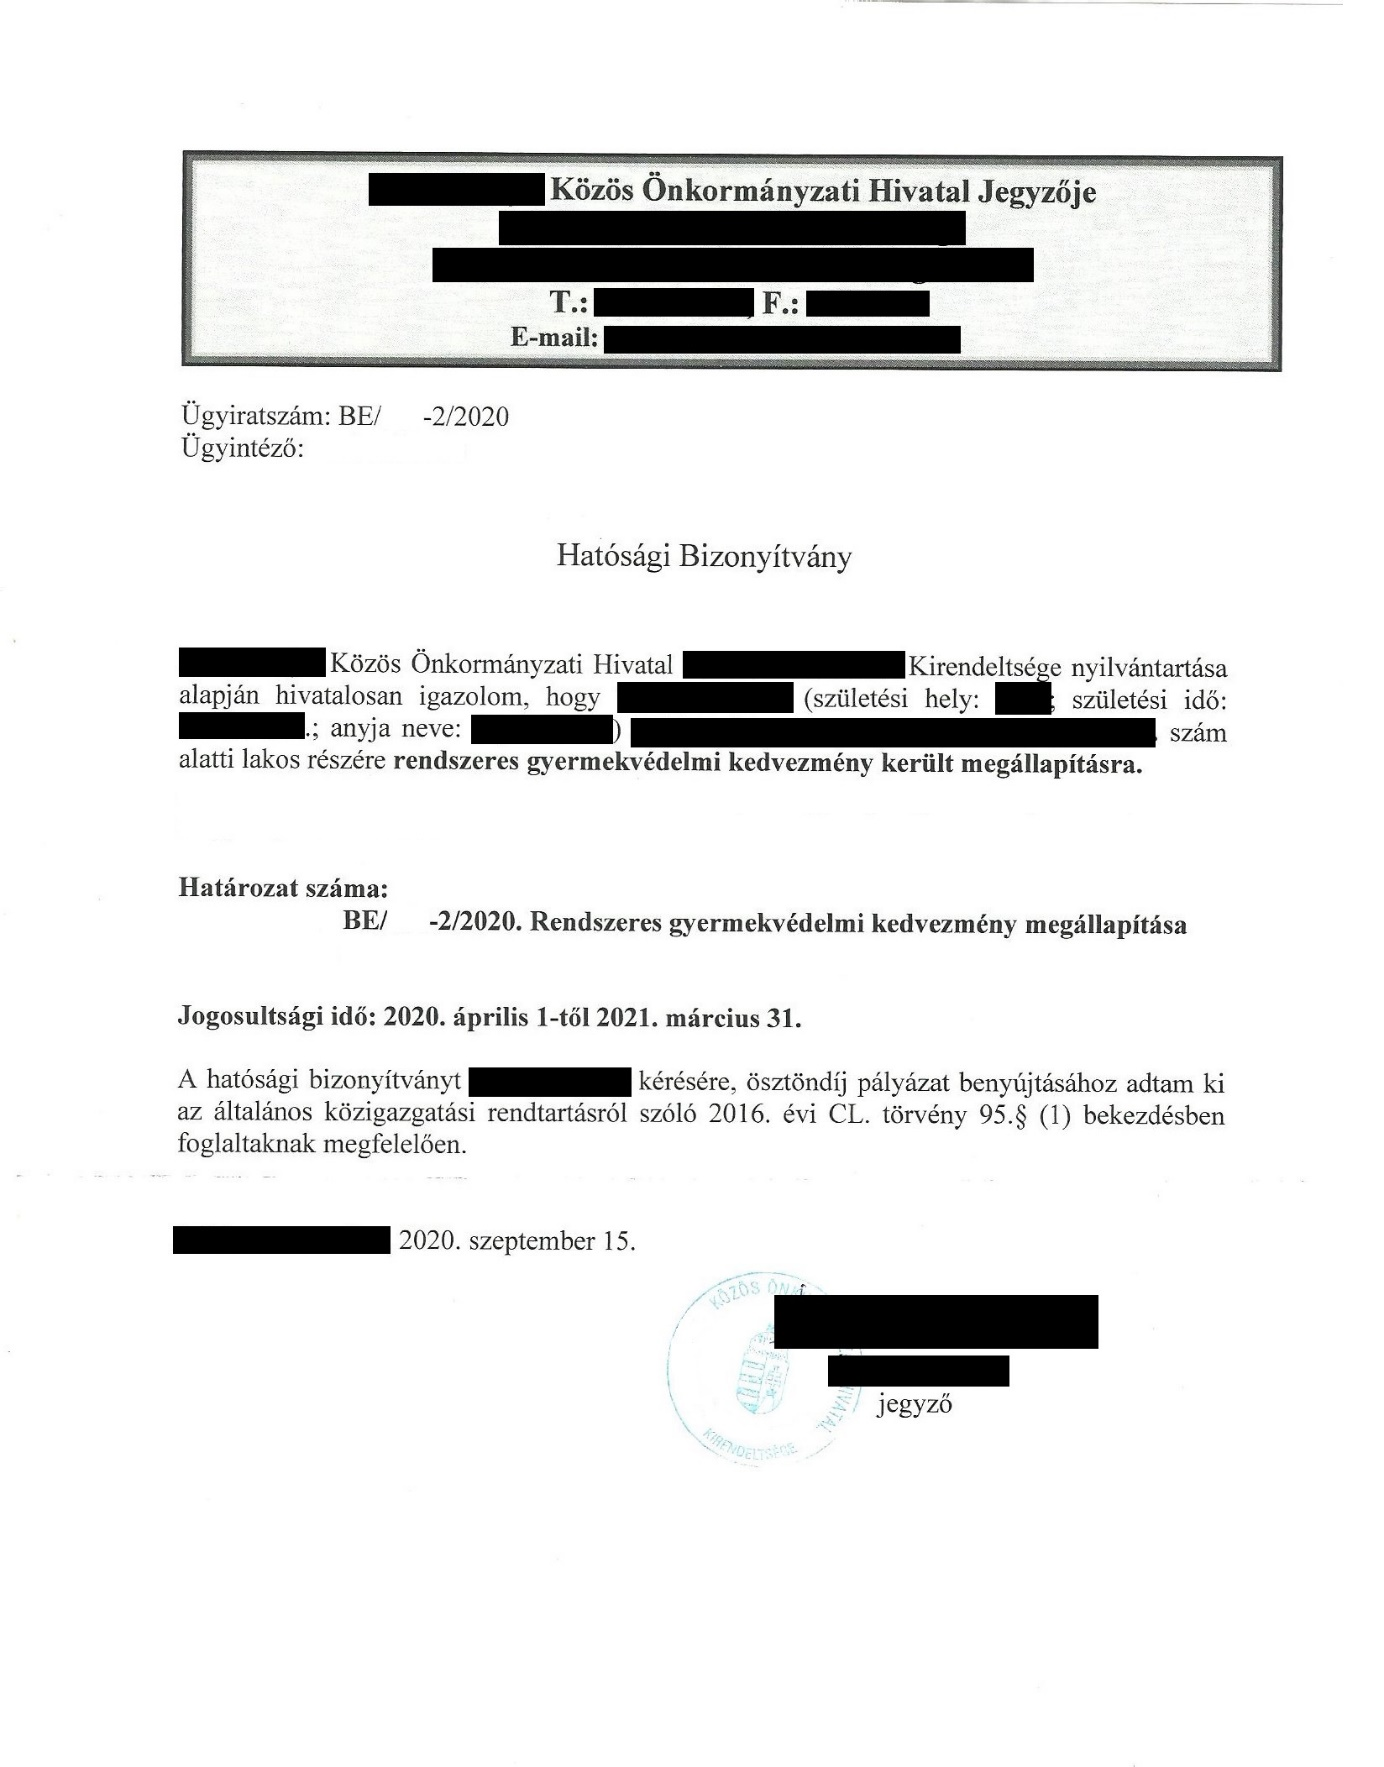 Közös Önkormányzati Hivatal Jegyzője
T.: F.:
E-mail:
Ügyiratszám: BE/ -2/2020
Ügyintéző:
Hatósági Bizonyítvány
Közös Önkormányzati Hivatal Kirendeltsége nyilvántartása
alapján hivatalosan igazolom, hogy (születési hely: ; születési idő:
.; anyja neve: ) szám
alatti lakos részére rendszeres gyermekvédelmi kedvezmény került megállapításra.
Határozat száma:
BE/ -2/2020. Rendszeres gyermekvédelmi kedvezmény megállapítása
Jogosultsági idő: 2020. április 1-től 2021. március 31.
A hatósági bizonyítványt kérésére, ösztöndíj pályázat benyújtásához adtam ki
az általános közigazgatási rendtartásról szóló 2016. évi CL. törvény 95.§ (1) bekezdésben
foglaltaknak megfelelően.
2020. szeptember 15.
KÖZÖS
KIRENDELTSÉGE
jegyző